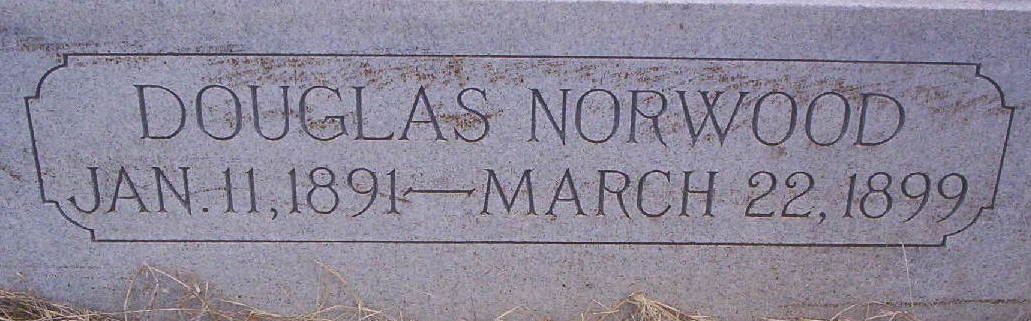 DOUGLAS NORWOOD
JAN. 11, 1891—MARCH 22, 1899